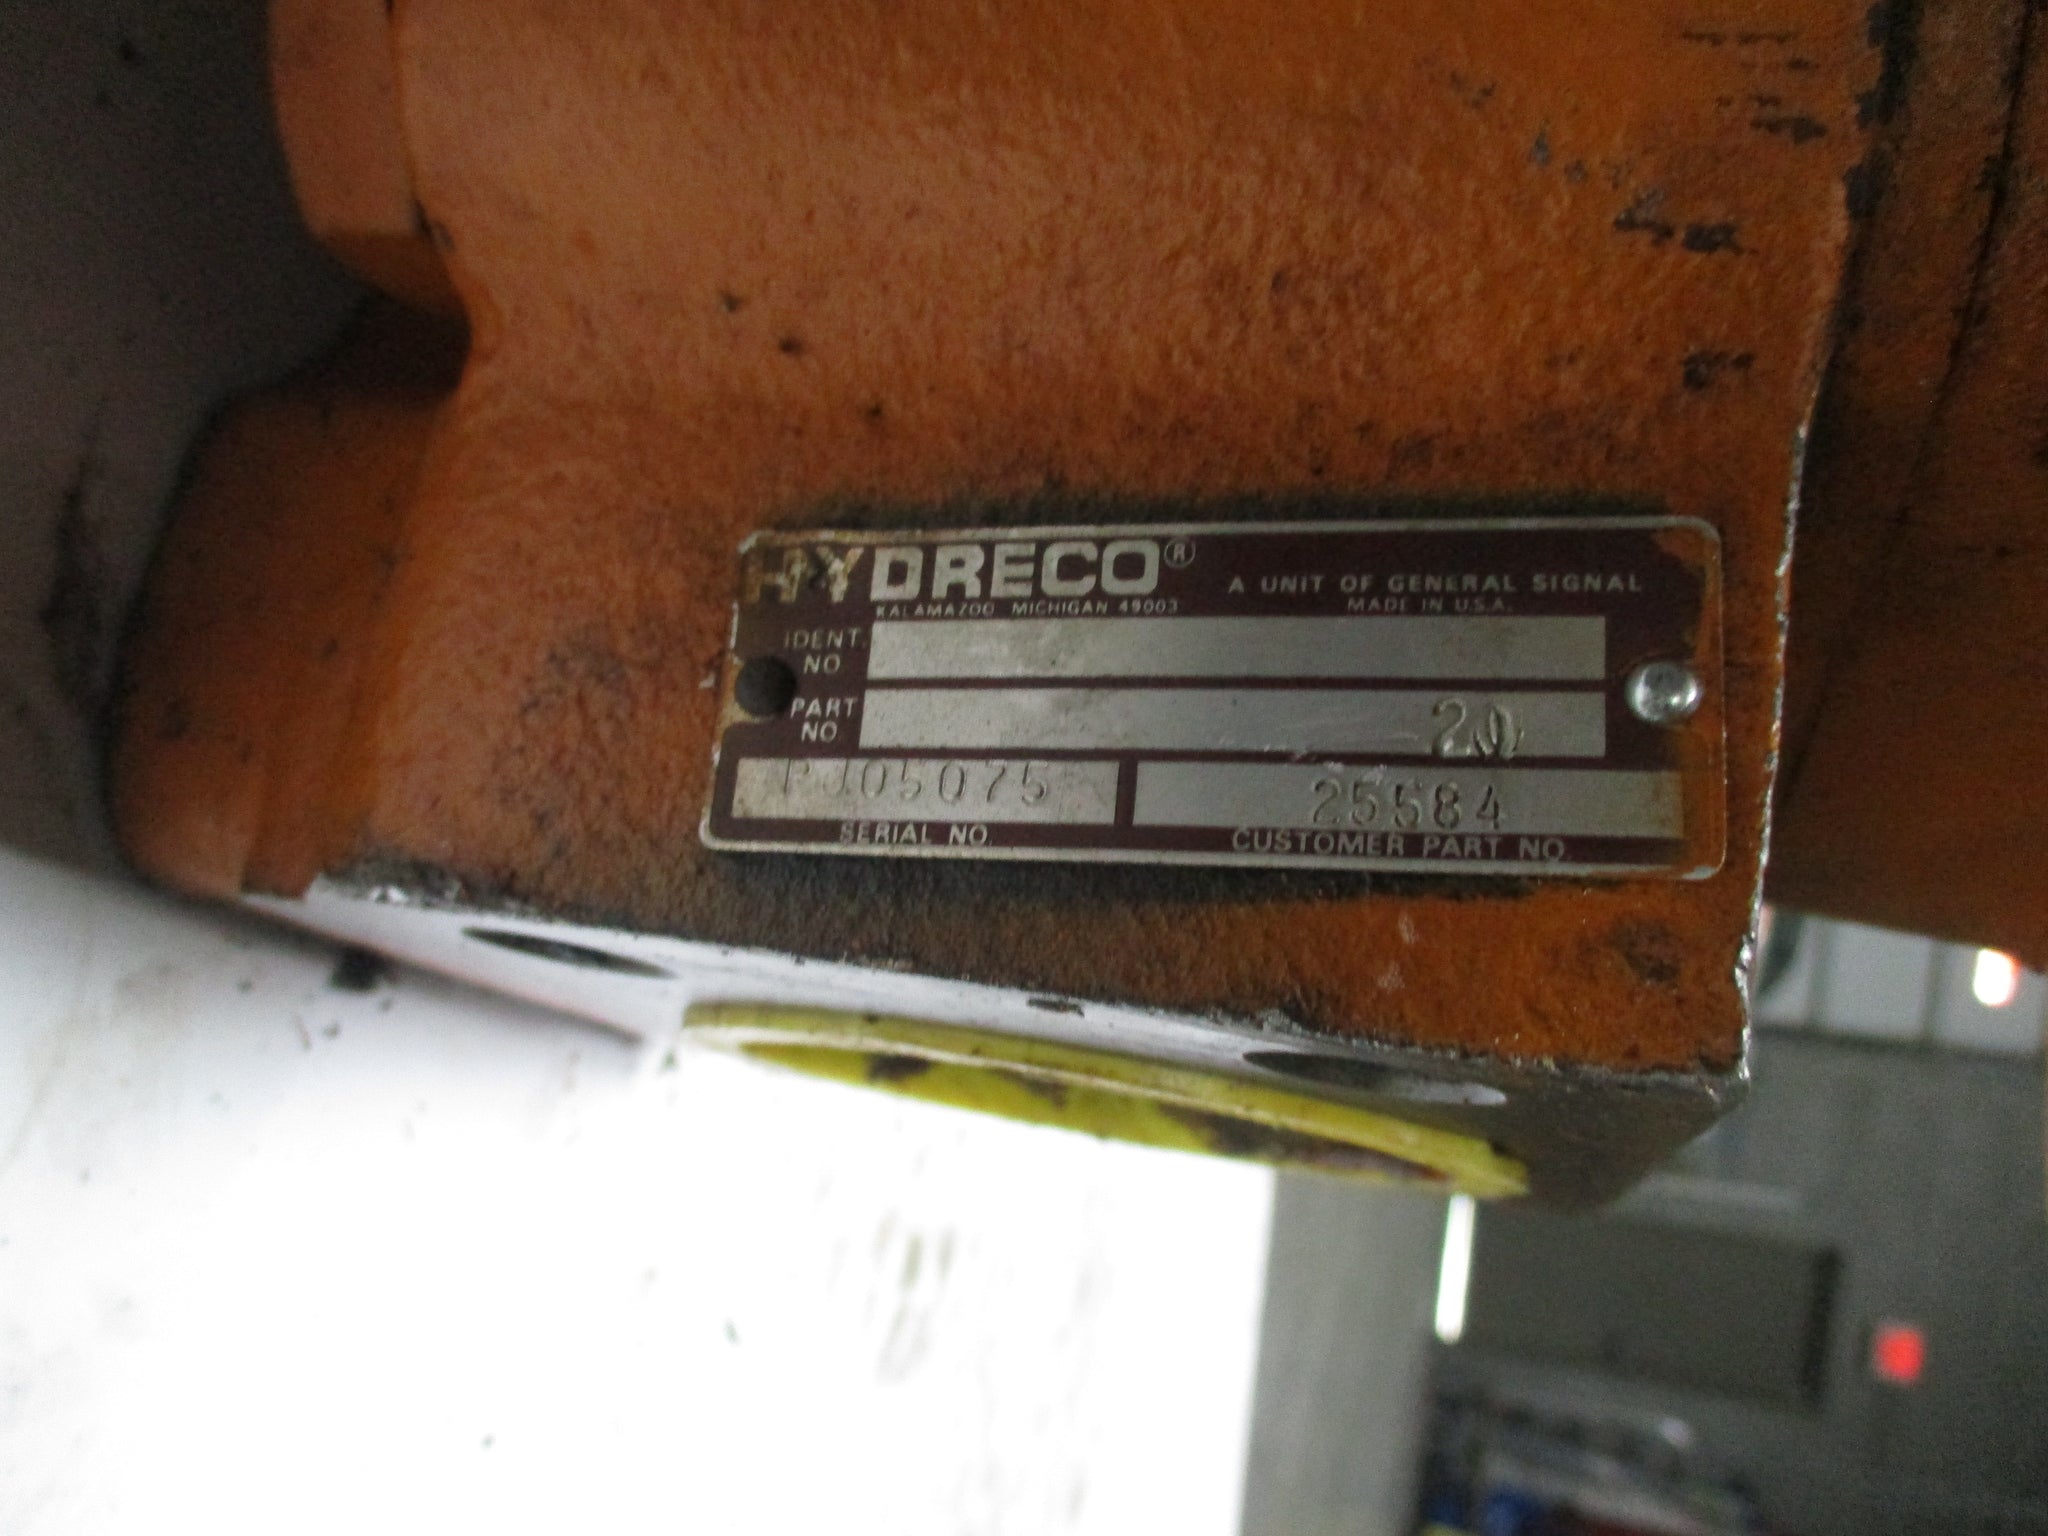 HYDRECO®
A UNIT OF GENERAL SIGNAL
KALAMAZOO MICHIGAN 49003
MADE IN U.S.A.
IDENT.
NO
PART
NO
PJ05075
25584
SERIAL NO.
CUSTOMER PART NO.